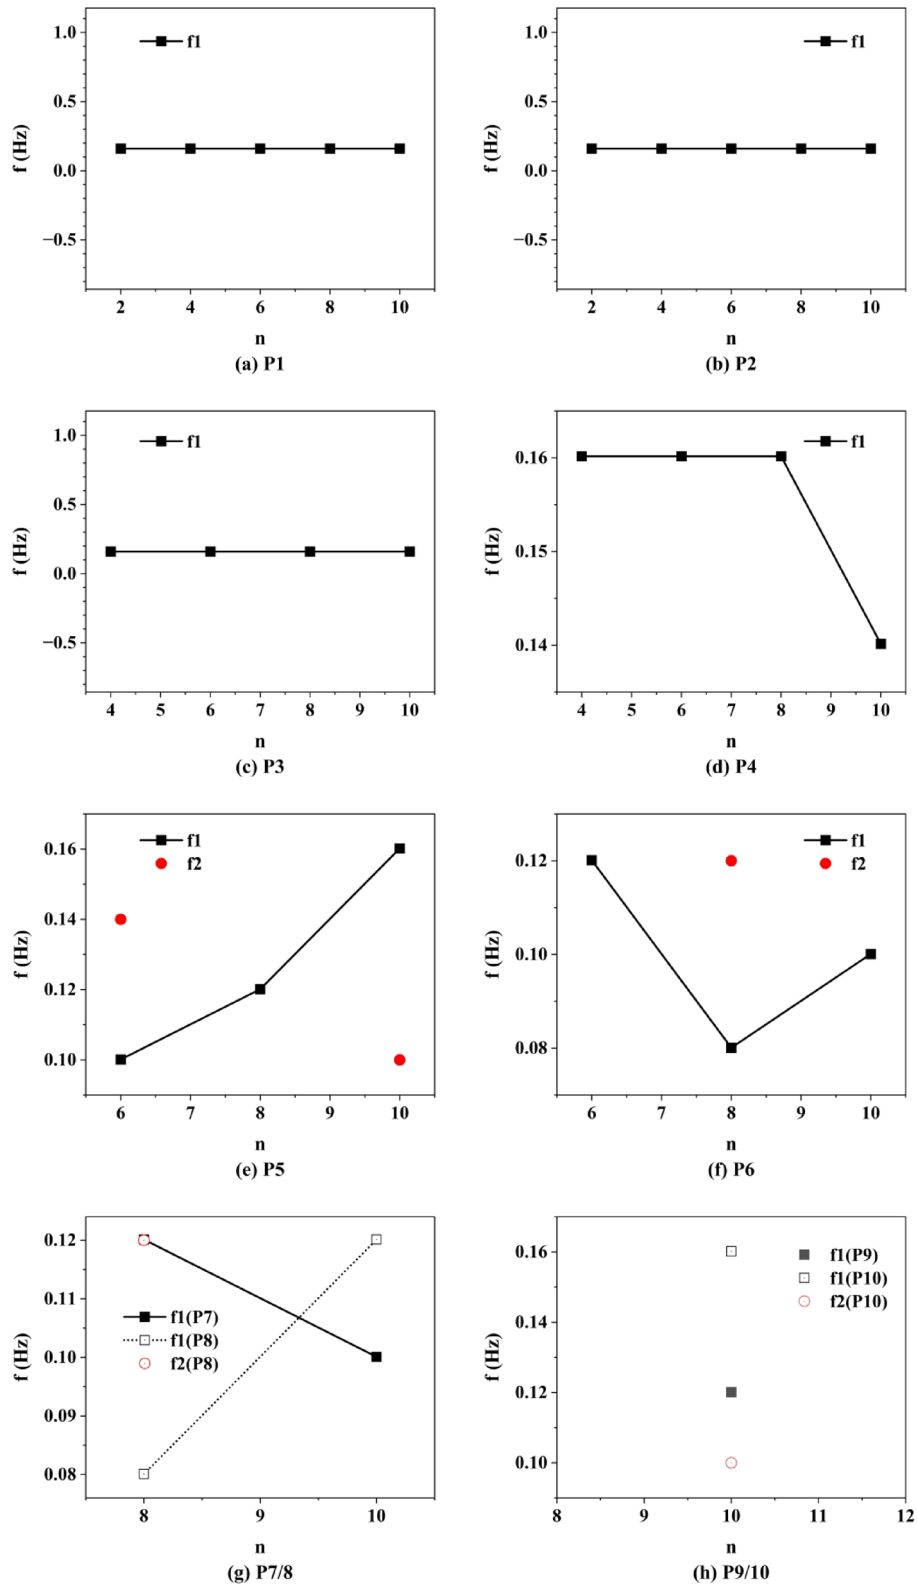 1.0
0.5
0.0
−0.5
f (Hz)
f1
2 4 6 8 10
n
(a) P1
1.0
0.5
0.0
−0.5
f (Hz)
f1
2 4 6 8 10
n
(b) P2
1.0
0.5
0.0
−0.5
f (Hz)
f1
4 5 6 7 8 9 10
n
(c) P3
0.16
0.15
0.14
f (Hz)
f1
4 5 6 7 8 9 10
n
(d) P4
0.16
0.14
0.12
0.10
f (Hz)
f1
f2
6 7 8 9 10
n
(e) P5
0.12
0.10
0.08
f (Hz)
f1
f2
6 7 8 9 10
n
(f) P6
0.12
0.11
0.10
0.09
0.08
f (Hz)
f1(P7)
f1(P8)
f2(P8)
8 9 10
n
(g) P7/8
0.16
0.14
0.12
0.10
f (Hz)
f1(P9)
f1(P10)
f2(P10)
8 9 10 11 12
n
(h) P9/10